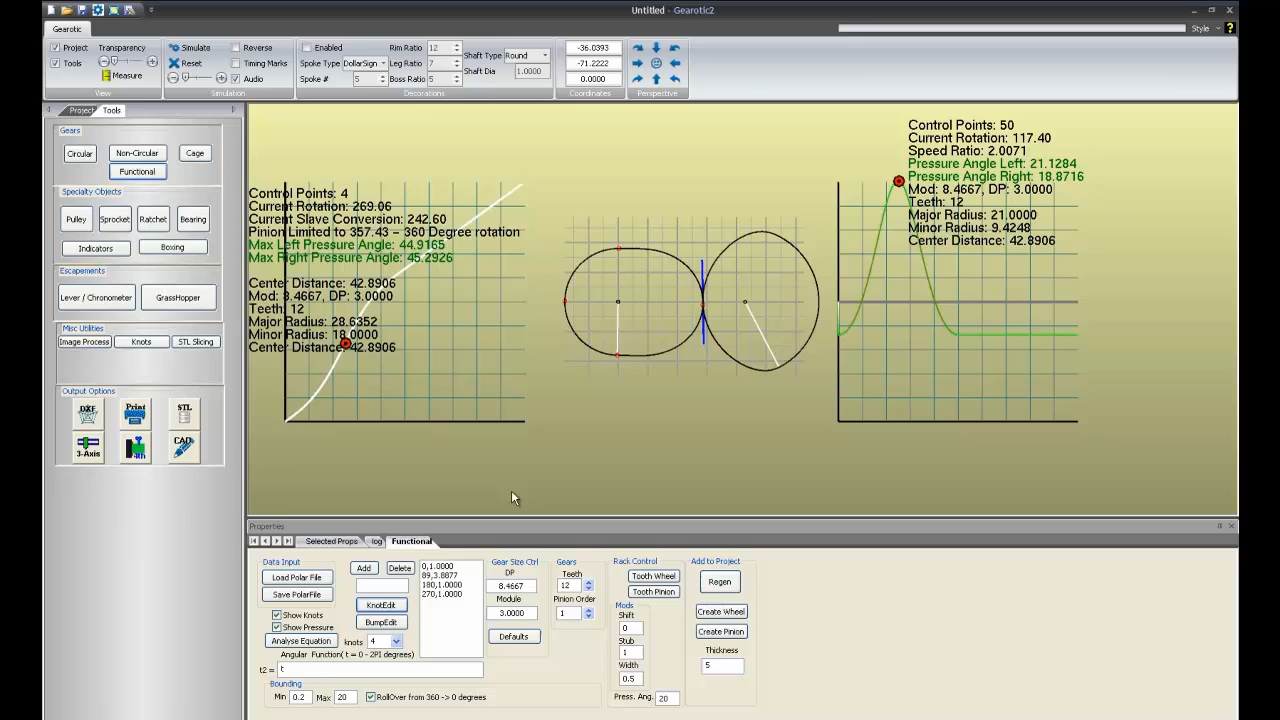 Untitled - Gearotic2
Gearotic
Style
Project
Transparency
Tools
Measure
View
Simulate
Reverse
Reset
Timing Marks
Audio
Simulation
Enabled
Rim Ratio 12
Spoke Type DollarSign
Leg Ratio 7
Spoke # 5
Boss Ratio 5
Shaft Type Round
Shaft Dia 1.0000
Decorations
-36.0393
-71.2222
0.0000
Coordinates
Perspective
Project
Tools
Gears
Circular
Non-Circular
Cage
Functional
Specialty Objects
Pulley
Sprocket
Ratchet
Bearing
Indicators
Boxing
Escapements
Lever / Chronometer
GrassHopper
Misc Utilities
Image Process
Knots
STL Slicing
Output Options
DXF
Print
STL
3-Axis
4th
CAD
Control Points: 4
Current Rotation: 269.06
Current Slave Conversion: 242.60
Pinion Limited to 357.43 - 360 Degree rotation
Max Left Pressure Angle: 44.9165
Max Right Pressure Angle: 45.2926
Center Distance: 42.8906
Mod: 8.4667, DP: 3.0000
Teeth: 12
Major Radius: 28.6352
Minor Radius: 18.0000
Center Distance: 42.8906
Control Points: 50
Current Rotation: 117.40
Speed Ratio: 2.0071
Pressure Angle Left: 21.1284
Pressure Angle Right: 18.8716
Mod: 8.4667, DP: 3.0000
Teeth: 12
Major Radius: 21.0000
Minor Radius: 9.4248
Center Distance: 42.8906
Properties
Selected Props
log
Functional
Data Input
Load Polar File
Save PolarFile
Show Knots
Show Pressure
Analyse Equation
Add
Delete
KnotEdit
BumpEdit
knots 4
0,1.0000
89,3.8877
180,1.0000
270,1.0000
Angular Function( t = 0 - 2PI degrees)
t2 = t
Bounding
Min 0.2 Max 20 RollOver from 360 -> 0 degrees
Gear Size Ctrl
DP
8.4667
Module
3.0000
Defaults
Gears
Teeth
12
Pinion Order
1
Rack Control
Tooth Wheel
Tooth Pinion
Mods
Shift
0
Stub
1
Width
0.5
Press. Ang. 20
Add to Project
Regen
Create Wheel
Create Pinion
Thickness
5